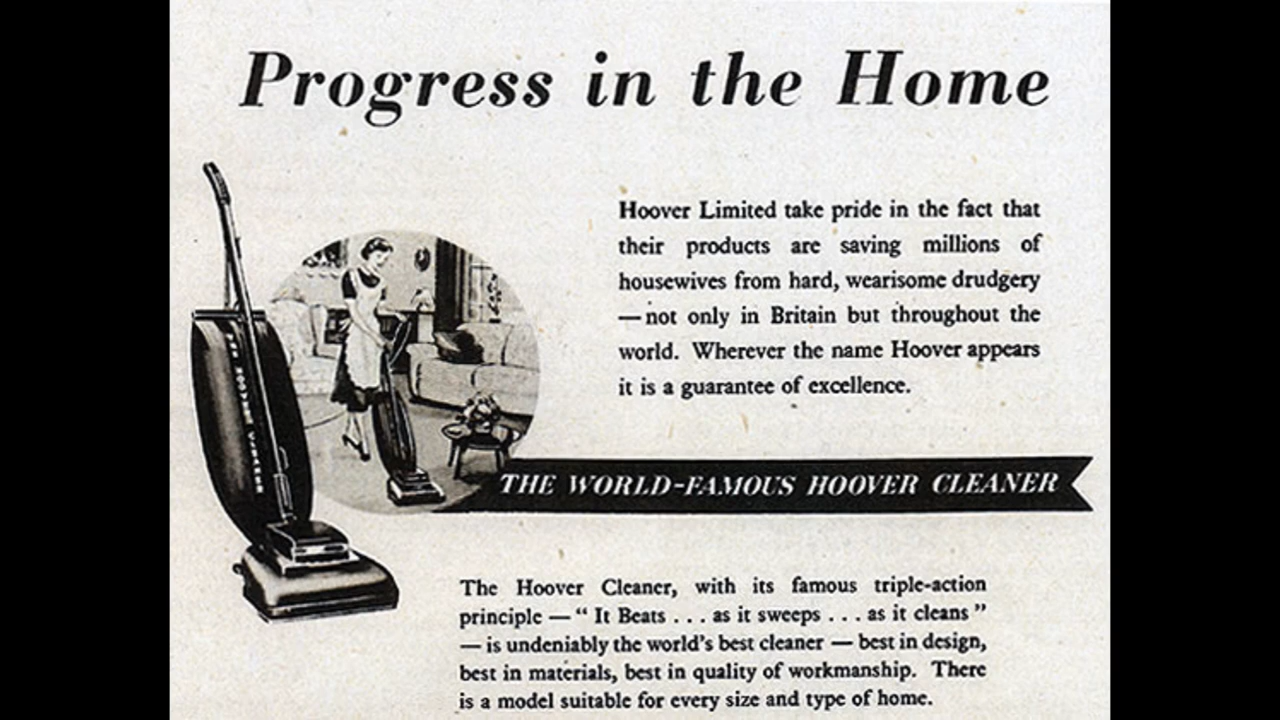 Progress in the Home
Hoover Limited take pride in the fact that
their products are saving millions of
housewives from hard, wearisome drudgery
—not only in Britain but throughout the
world. Wherever the name Hoover appears
it is a guarantee of excellence.
THE WORLD-FAMOUS HOOVER CLEANER
The Hoover Cleaner, with its famous triple-action
principle — “ It Beats . . . as it sweeps . . . as it cleans ”
— is undeniably the world’s best cleaner — best in design,
best in materials, best in quality of workmanship. There
is a model suitable for every size and type of home.